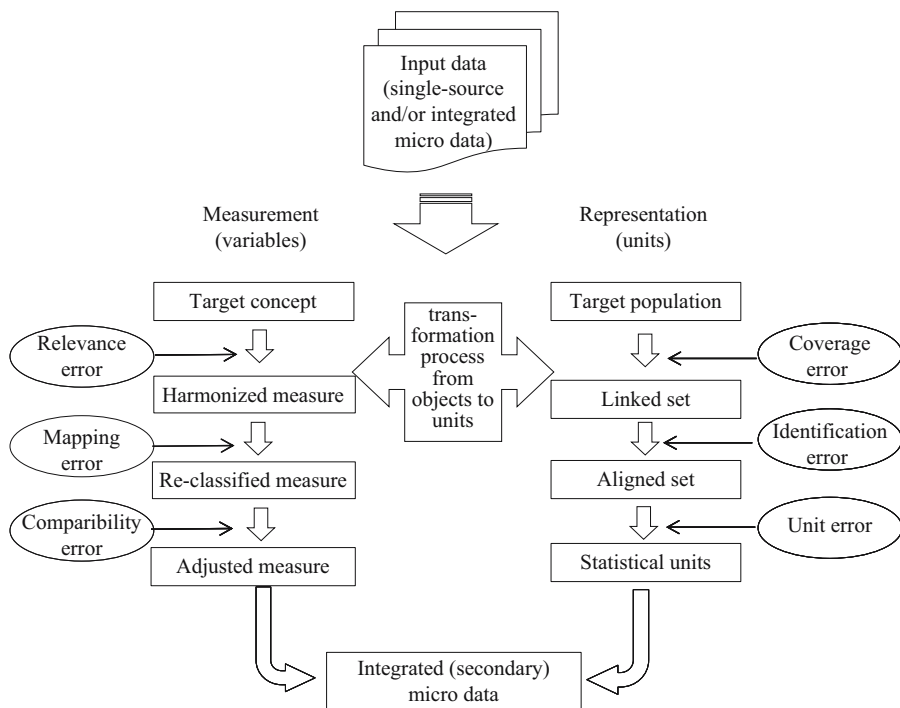 Input data
(single-source
and/or integrated
micro data)
Measurement
(variables)
Representation
(units)
Target concept
Target population
trans-
formation
process
from
objects to
units
Relevance
error
Coverage
error
Harmonized measure
Linked set
Mapping
error
Identification
error
Re-classified measure
Aligned set
Comparibility
error
Unit error
Adjusted measure
Statistical units
Integrated (secondary)
micro data